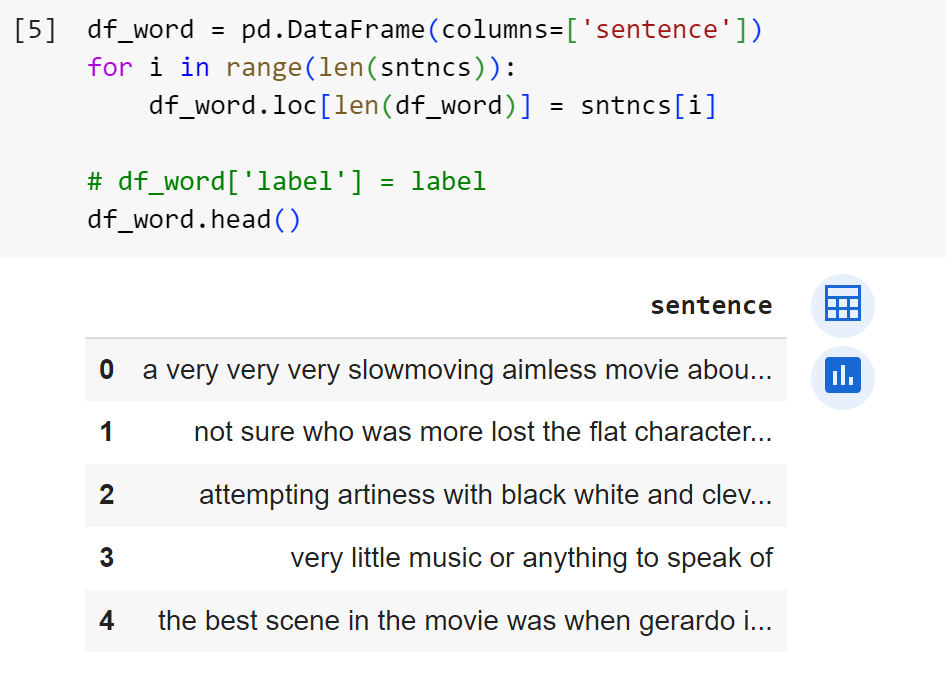 [5] df_word = pd.DataFrame(columns=['sentence'])
for i in range(len(sntncs)):
    df_word.loc[len(df_word)] = sntncs[i]
# df_word['label'] = label
df_word.head()
sentence
0 a very very very slowmoving aimless movie abou...
1 not sure who was more lost the flat character...
2 attempting artiness with black white and clev...
3 very little music or anything to speak of
4 the best scene in the movie was when gerardo i...